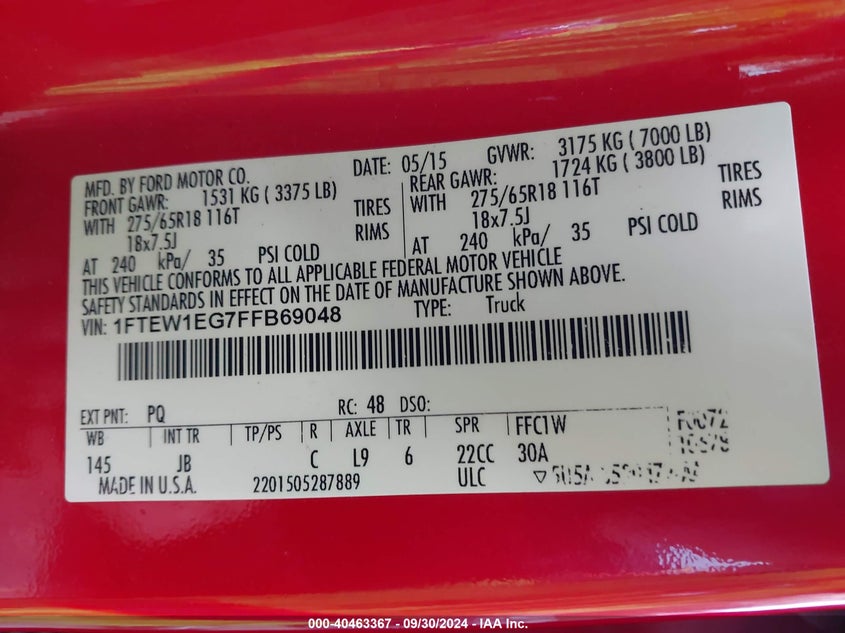 MFD. BY FORD MOTOR CO. DATE: 05/15 GVWR: 3175 KG ( 7000 LB)
FRONT GAWR: 1531 KG ( 3375 LB) REAR GAWR: 1724 KG ( 3800 LB)
WITH 275/65R18 116T TIRES WITH 275/65R18 116T TIRES
18x7.5J RIMS 18x7.5J RIMS
AT 240 kPa/ 35 PSI COLD AT 240 kPa/ 35 PSI COLD
THIS VEHICLE CONFORMS TO ALL APPLICABLE FEDERAL MOTOR VEHICLE
SAFETY STANDARDS IN EFFECT ON THE DATE OF MANUFACTURE SHOWN ABOVE.
VIN: 1FTEW1EG7FFB69048 TYPE: Truck
EXT PNT: PQ RC: 48 DSO:
WB INT TR TP/PS R AXLE TR SPR FFC1W
145 JB C L9 6 22CC 30A
ULC
MADE IN U.S.A. 2201505287889
000-40463367 - 09/30/2024 - IAA Inc.